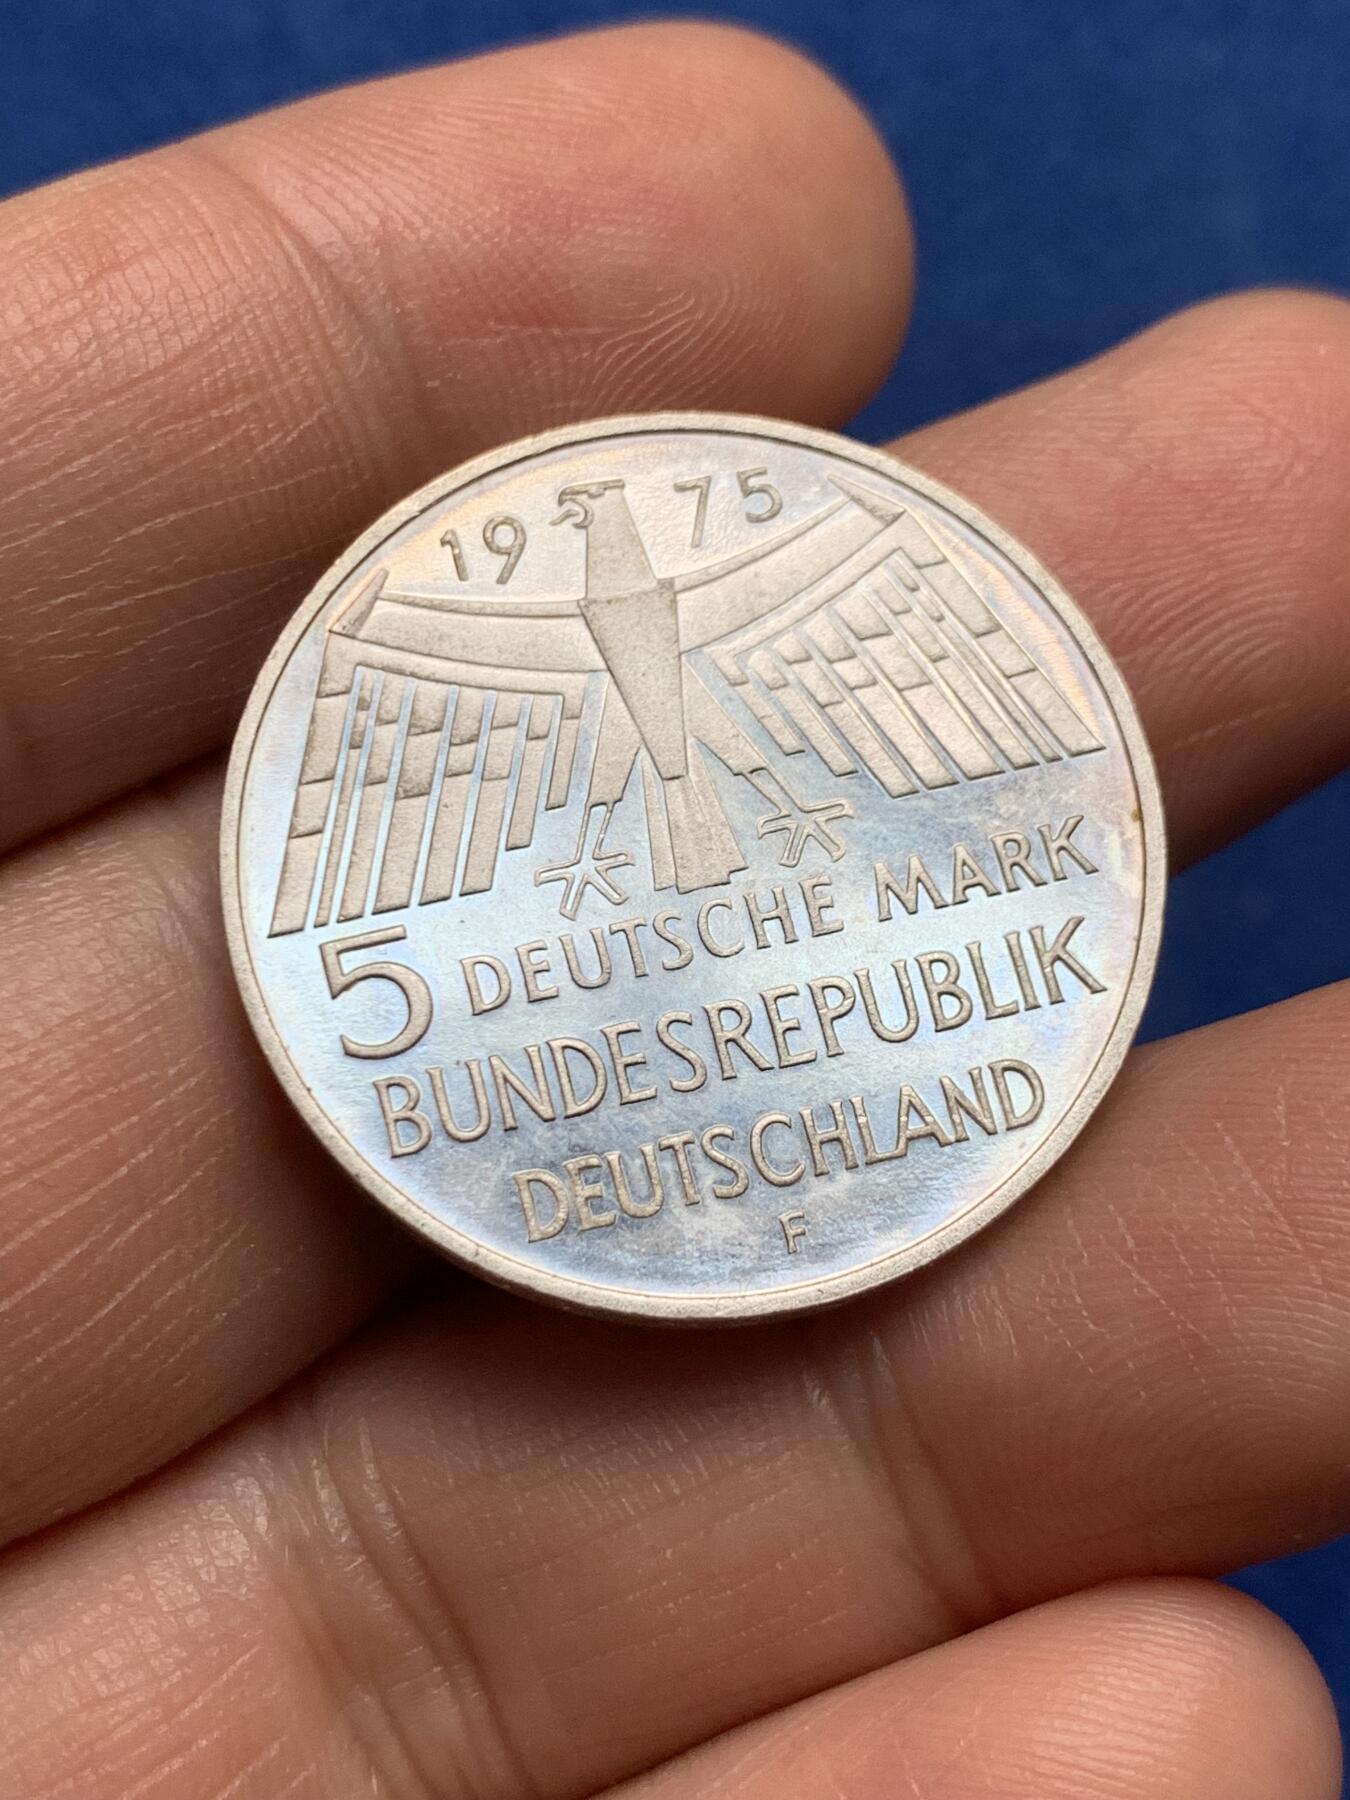 1975
5 DEUTSCHE MARK
BUNDESREPUBLIK
DEUTSCHLAND
F